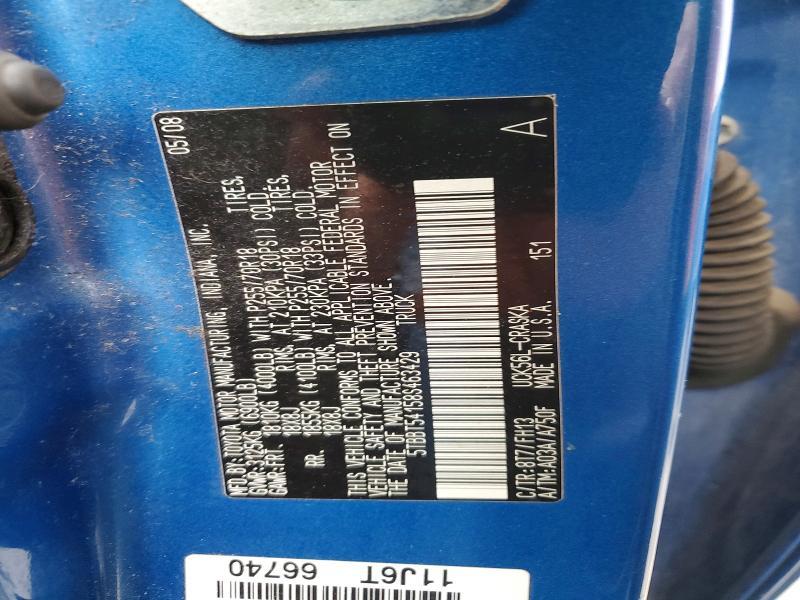 MFD. BY: TOYOTA MOTOR MANUFACTURING, INDIANA, INC. 05/08
GVWR: 3125KG (6900LB)
GAWR: FRT. 1810KG (4000LB) WITH P255/70R18 TIRES,
18X8J RIMS, AT 210KPA (30PSI) COLD.
RR. 1855KG (4100LB) WITH P255/70R18 TIRES,
18X8J RIMS, AT 230KPA (33PSI) COLD.
THIS VEHICLE CONFORMS TO ALL APPLICABLE FEDERAL MOTOR
VEHICLE SAFETY AND THEFT PREVENTION STANDARDS IN EFFECT ON
THE DATE OF MANUFACTURE SHOWN ABOVE.
5TBBT54158S463429 TRUCK
C/TR:8T7/FH13 UCK56L-CRASKA 151 A
A/TM:A03A/A750F MADE IN U.S.A.
11J6T 66740